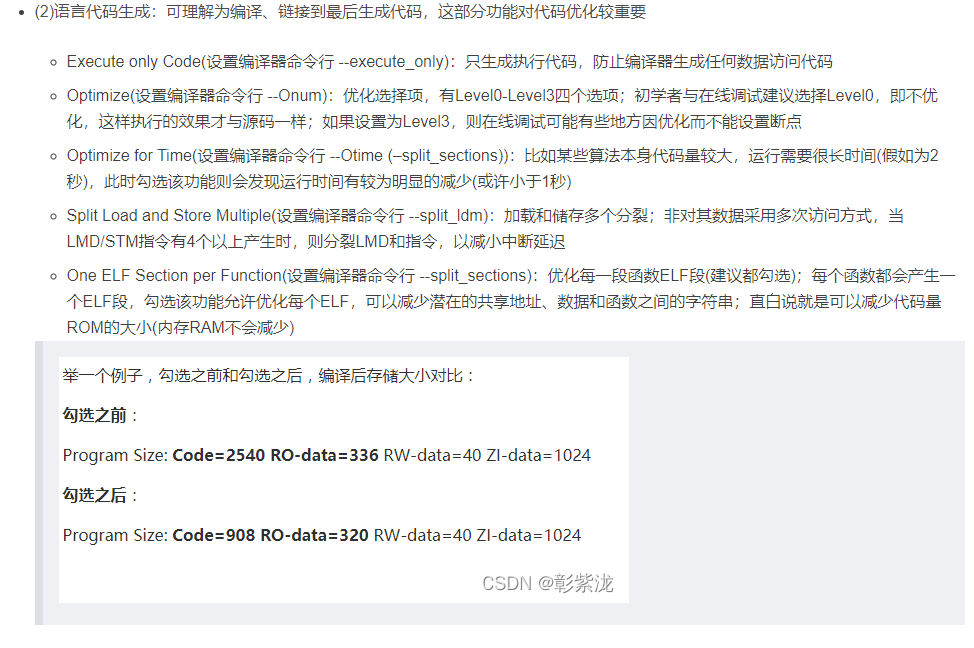 (2)语言代码生成：可理解为编译、链接到最后生成代码，这部分功能对代码优化较重要
Execute only Code(设置编译器命令行 --execute_only)：只生成执行代码，防止编译器生成任何数据访问代码
Optimize(设置编译器命令行 --Onum)：优化选择项，有Level0-Level3四个选项；初学者与在线调试建议选择Level0，即不优
化，这样执行的效果才与源码一样；如果设置为Level3，则在线调试可能有些地方因优化而不能设置断点
Optimize for Time(设置编译器命令行 --Otime (–split_sections))：比如某些算法本身代码量较大，运行需要很长时间(假如为2
秒)，此时勾选该功能则会发现运行时间有较为明显的减少(或许小于1秒)
Split Load and Store Multiple(设置编译器命令行 --split_ldm)：加载和储存多个分裂；非对其数据采用多次访问方式，当
LMD/STM指令有4个以上产生时，则分裂LMD和指令，以减小中断延迟
One ELF Section per Function(设置编译器命令行 --split_sections)：优化每一段函数ELF段(建议都勾选)；每个函数都会产生一
个ELF段，勾选该功能允许优化每个ELF，可以减少潜在的共享地址、数据和函数之间的字符串；直白说就是可以减少代码量
ROM的大小(内存RAM不会减少)
举一个例子，勾选之前和勾选之后，编译后存储大小对比：
勾选之前：
Program Size: Code=2540 RO-data=336 RW-data=40 ZI-data=1024
勾选之后：
Program Size: Code=908 RO-data=320 RW-data=40 ZI-data=1024
CSDN @彰紫泷